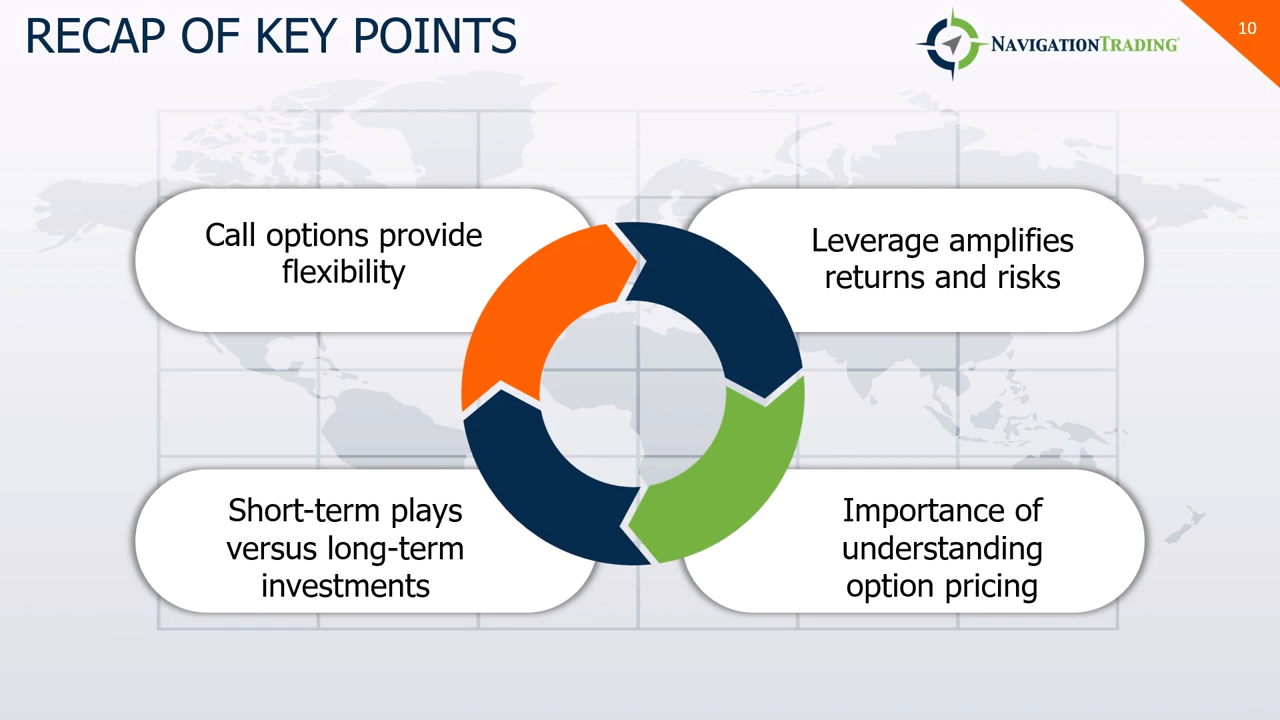 RECAP OF KEY POINTS
NAVIGATIONTRADING
10
Call options provide
flexibility
Leverage amplifies
returns and risks
Short-term plays
versus long-term
investments
Importance of
understanding
option pricing